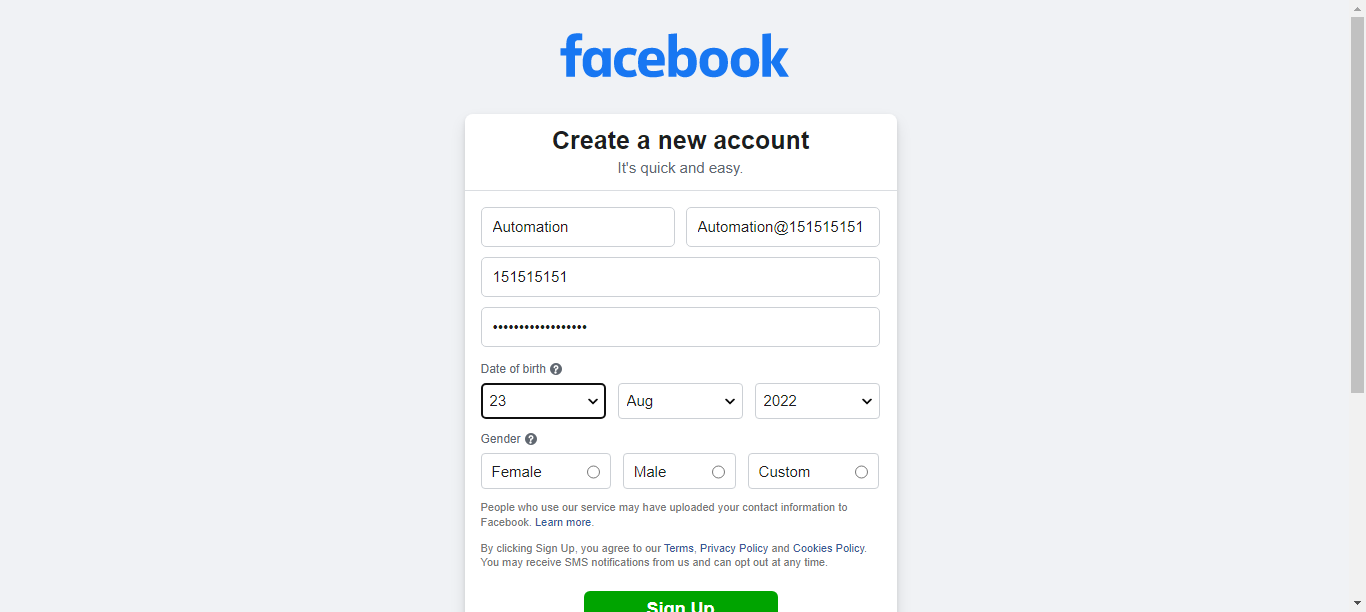 facebook
Create a new account
It's quick and easy.
Automation Automation@151515151
151515151
••••••••••••••••••
Date of birth ?
23 Aug 2022
Gender ?
Female Male Custom
People who use our service may have uploaded your contact information to
Facebook. Learn more.
By clicking Sign Up, you agree to our Terms, Privacy Policy and Cookies Policy.
You may receive SMS notifications from us and can opt out at any time.
Sign Up